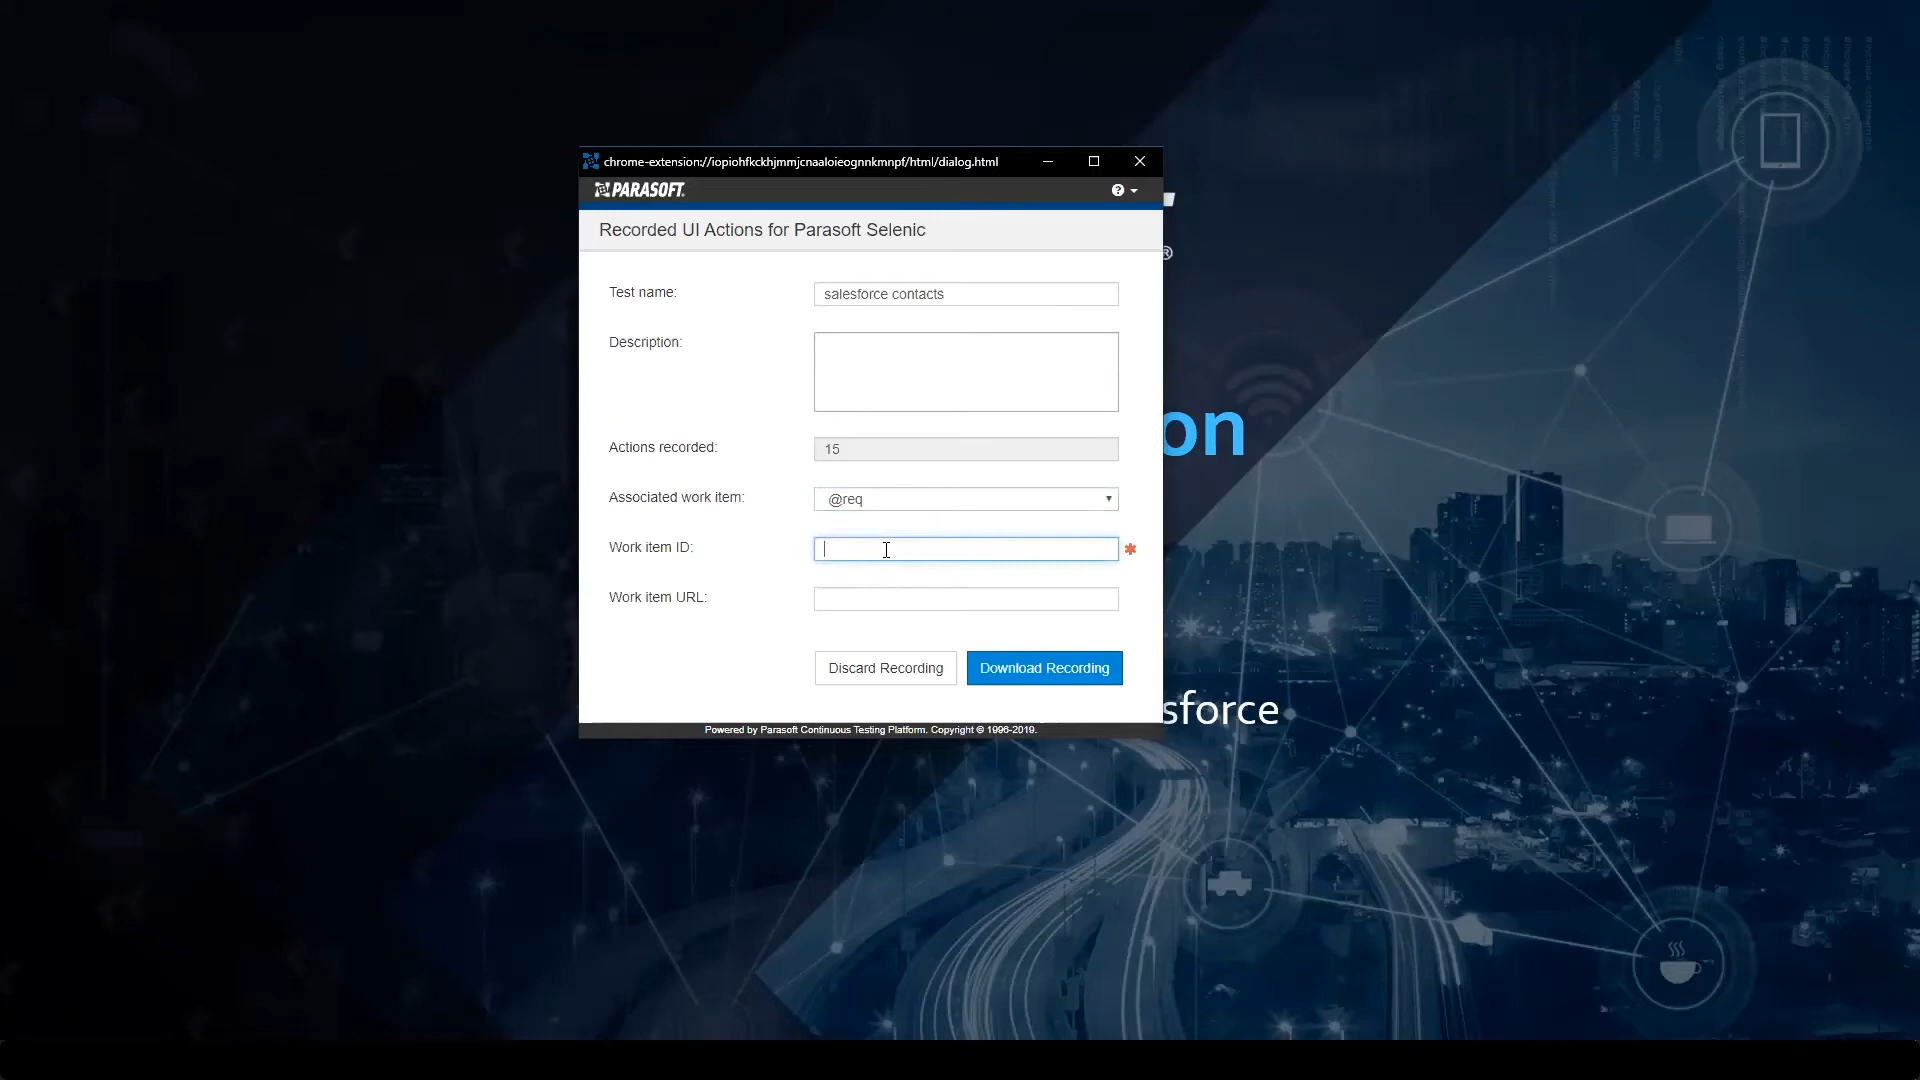 chrome-extension://iopiohfkckhjmmjcnaaloieognnkmnpf/html/dialog.html
PARASOFT.
Recorded UI Actions for Parasoft Selenic
Test name:
salesforce contacts
Description:
Actions recorded:
15
Associated work item:
@req
Work item ID:
Work item URL:
Discard Recording
Download Recording
Powered by Parasoft Continuous Testing Platform. Copyright © 1996-2019.
®
on
sforce